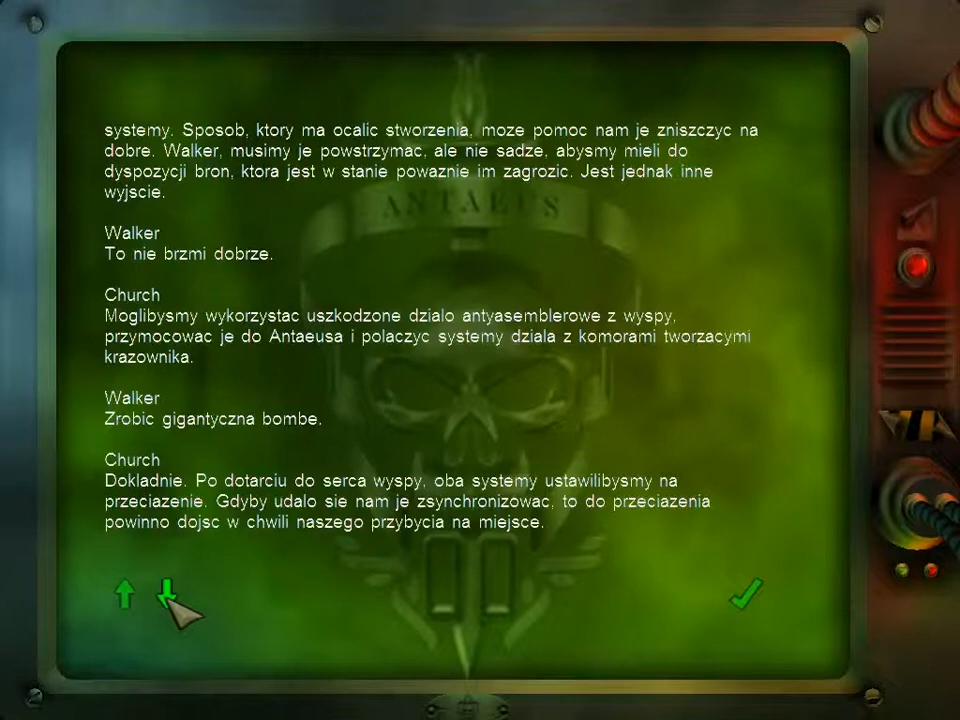 systemy. Sposob, ktory ma ocalic stworzenia, moze pomoc nam je zniszczyc na
dobre. Walker, musimy je powstrzymac, ale nie sadze, abysmy mieli do
dyspozycji bron, ktora jest w stanie powaznie im zagrozic. Jest jednak inne
wyjscie.
ANTAEUS
Walker
To nie brzmi dobrze.
Church
Moglibysmy wykorzystac uszkodzone dzialo antyasemblerowe z wyspy,
przymocowac je do Antaeusa i polaczyc systemy dziala z komorami tworzacymi
krazownika.
Walker
Zrobic gigantyczna bombe.
Church
Dokladnie. Po dotarciu do serca wyspy, oba systemy ustawilibysmy na
przeciazenie. Gdyby udalo sie nam je zsynchronizowac, to do przeciazenia
powinno dojsc w chwili naszego przybycia na miejsce.